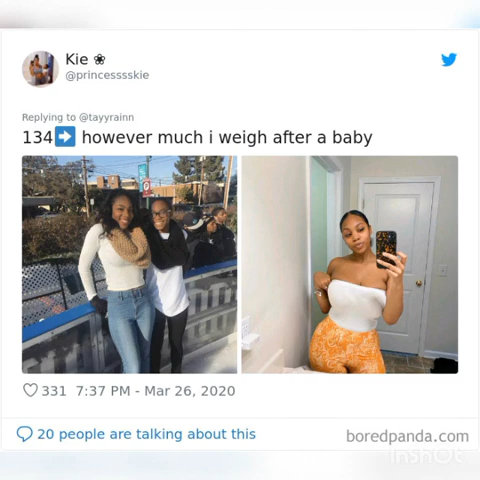 Kie ❀
@princesssskie
Replying to @tayyrainn
134➡ however much i weigh after a baby
♡ 331 7:37 PM - Mar 26, 2020
20 people are talking about this
boredpanda.com
InShOt